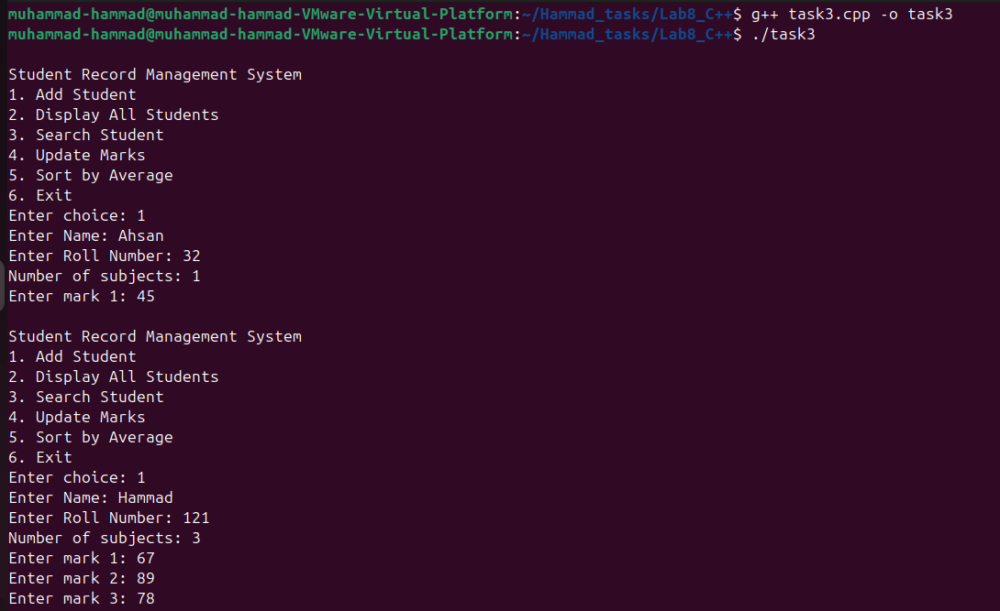 muhammad-hammad@muhammad-hammad-VMware-Virtual-Platform:~/Hammad_tasks/Lab8_C++$ g++ task3.cpp -o task3
muhammad-hammad@muhammad-hammad-VMware-Virtual-Platform:~/Hammad_tasks/Lab8_C++$ ./task3
Student Record Management System
1. Add Student
2. Display All Students
3. Search Student
4. Update Marks
5. Sort by Average
6. Exit
Enter choice: 1
Enter Name: Ahsan
Enter Roll Number: 32
Number of subjects: 1
Enter mark 1: 45
Student Record Management System
1. Add Student
2. Display All Students
3. Search Student
4. Update Marks
5. Sort by Average
6. Exit
Enter choice: 1
Enter Name: Hammad
Enter Roll Number: 121
Number of subjects: 3
Enter mark 1: 67
Enter mark 2: 89
Enter mark 3: 78